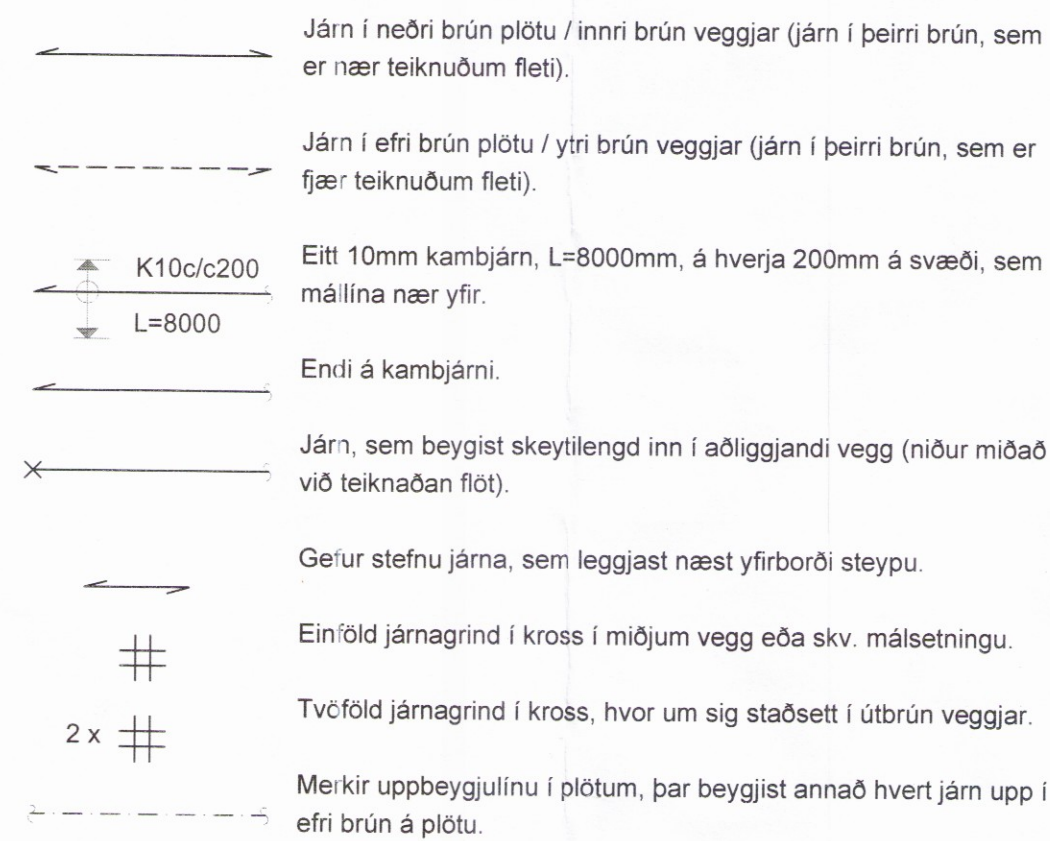 Járn í neðri brún plötu / innri brún veggjar (járn í þeirri brún, sem
er nær teiknuðum fleti).
Járn í efri brún plötu / ytri brún veggjar (járn í þeirri brún, sem er
fjær teiknuðum fleti).
K10c/c200
L=8000
Eitt 10mm kambjárn, L=8000mm, á hverja 200mm á svæði, sem
mállína nær yfir.
Endi á kambjárni.
Járn, sem beygist skeytilengd inn í aðliggjandi vegg (niður miðað
við teiknaðan flöt).
Gefur stefnu járna, sem leggjast næst yfirborði steypu.
Einföld járnagrind í kross í miðjum vegg eða skv. málsetningu.
2 x
Tvöföld járnagrind í kross, hvor um sig staðsett í útbrún veggjar.
Merkir uppbeygjulínu í plötum, þar beygjist annað hvert járn upp í
efri brún á plötu.